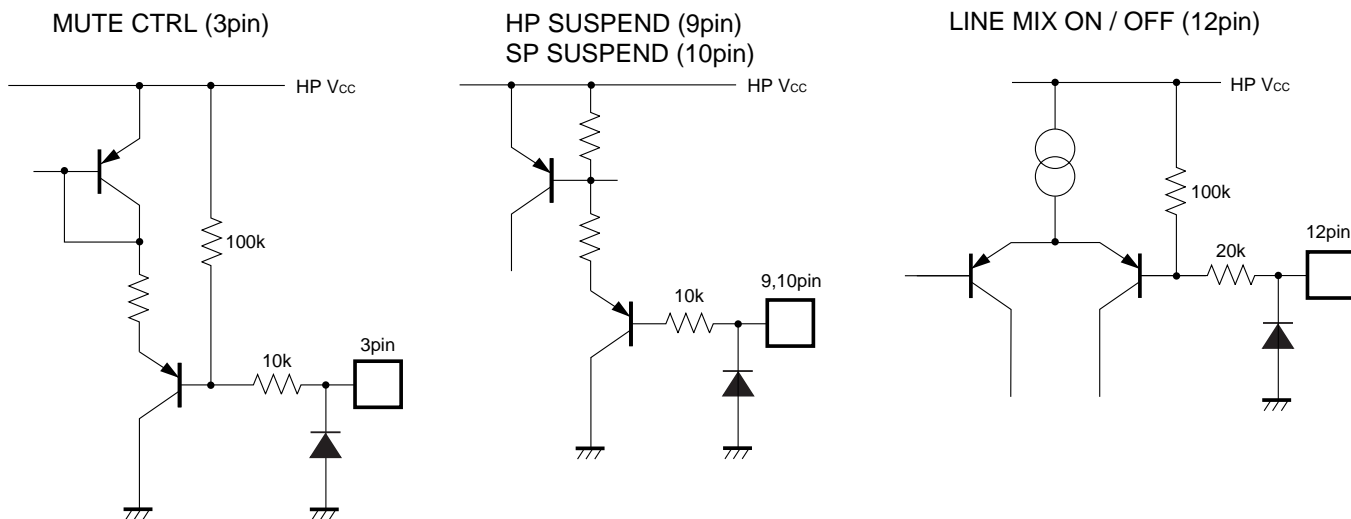 MUTE CTRL (3pin)
HP VCC
100k
10k
3pin
HP SUSPEND (9pin)
SP SUSPEND (10pin)
HP VCC
10k
9,10pin
LINE MIX ON / OFF (12pin)
HP VCC
100k
20k
12pin